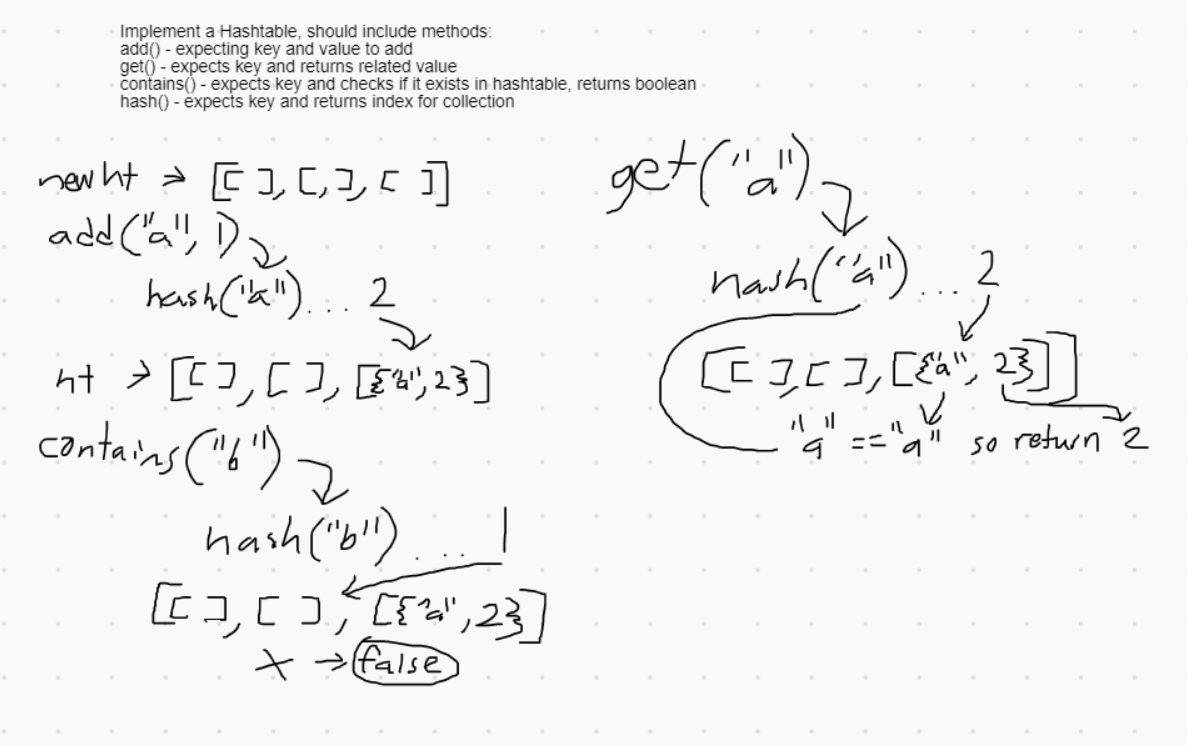 Implement a Hashtable, should include methods:
add() - expecting key and value to add
get() - expects key and returns related value
contains() - expects key and checks if it exists in hashtable, returns boolean
hash() - expects key and returns index for collection
new ht → [[ ], [, ], [ ]]
add("a", 1)
hash("a") . . . 2
ht → [[ ], [ ], [{"a", 2}]
contains("b")
hash("b") . . . 1
[[ ], [ ], [{"a", 2}]
X → false
get("a")
hash("a") . . . 2
[[ ], [ ], [{"a", 2}]]
"a" == "a" so return 2